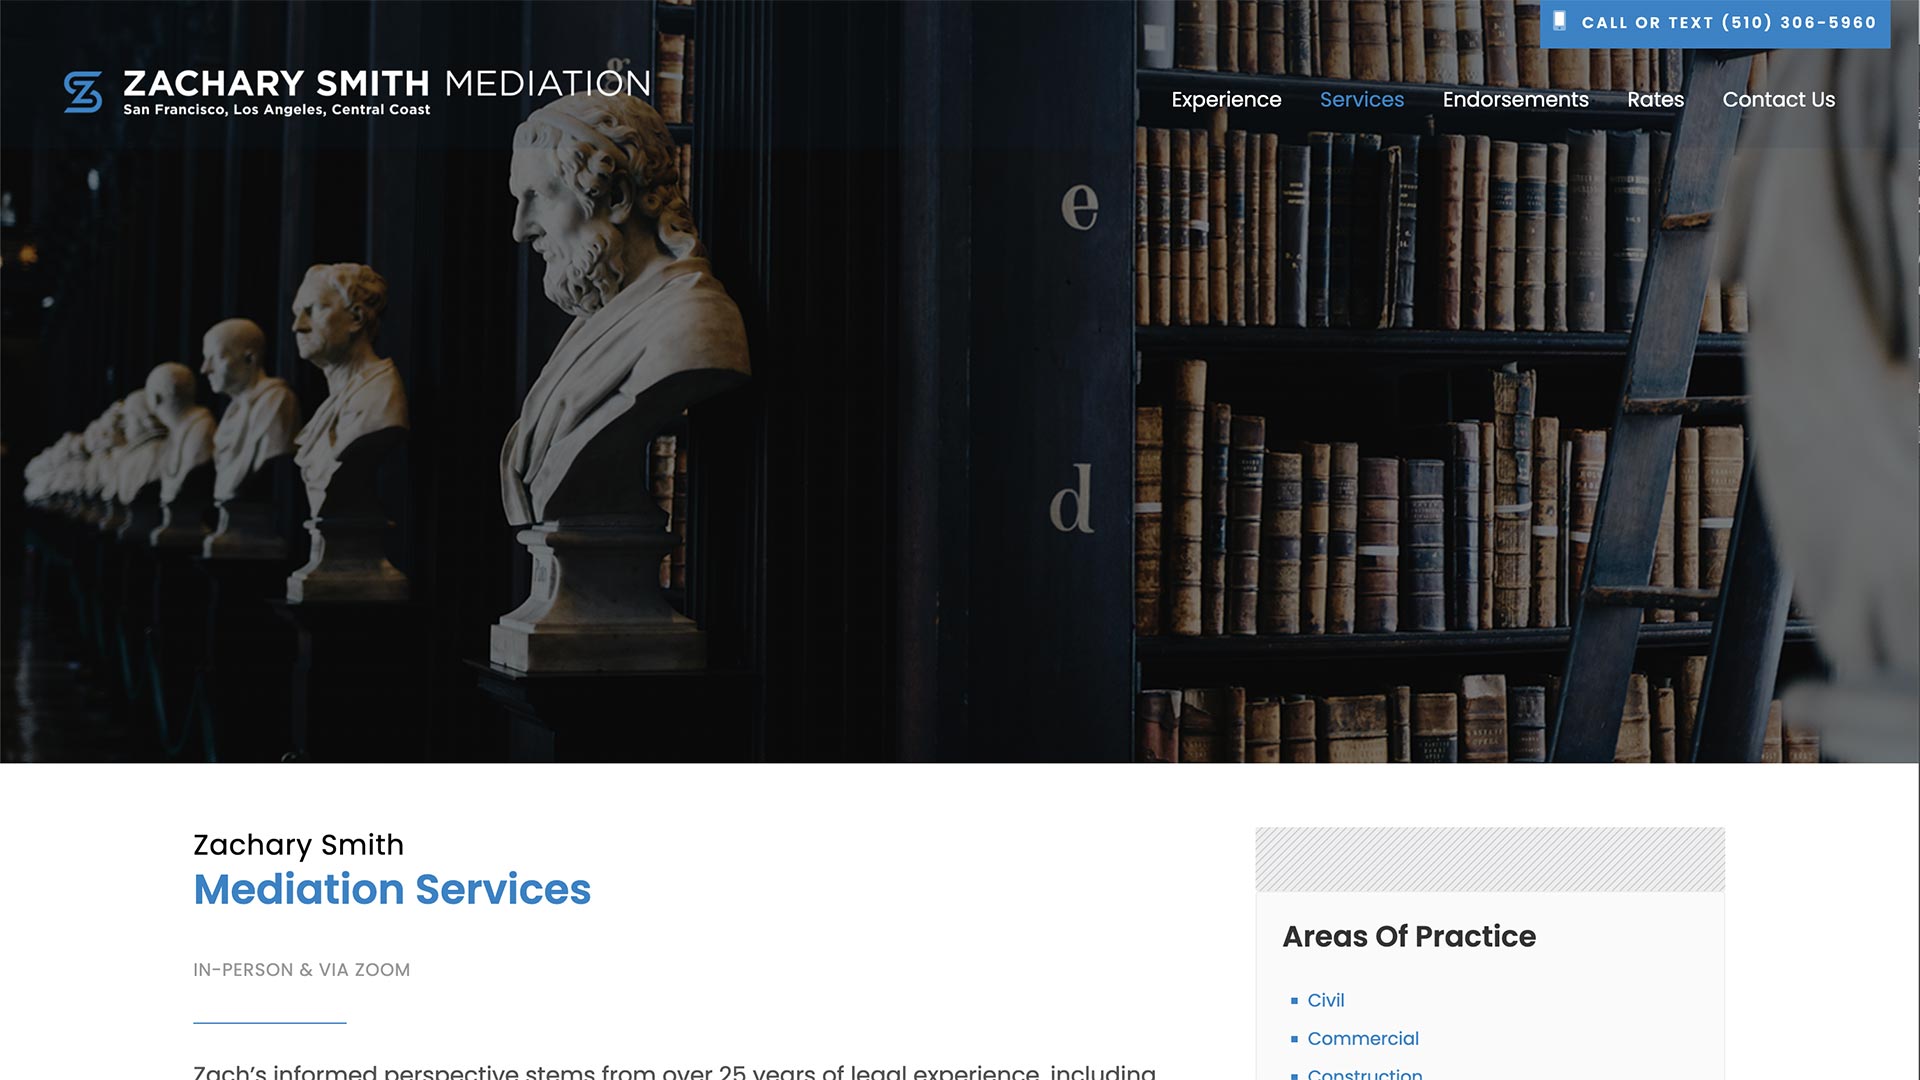 CALL OR TEXT (510) 306-5960
ZACHARY SMITH MEDIATION
San Francisco, Los Angeles, Central Coast
Experience Services Endorsements Rates Contact Us
g
e
d
Zachary Smith
Mediation Services
IN-PERSON & VIA ZOOM
Zach's informed perspective stems from over 25 years of legal experience, including
Areas Of Practice
Civil
Commercial
Construction